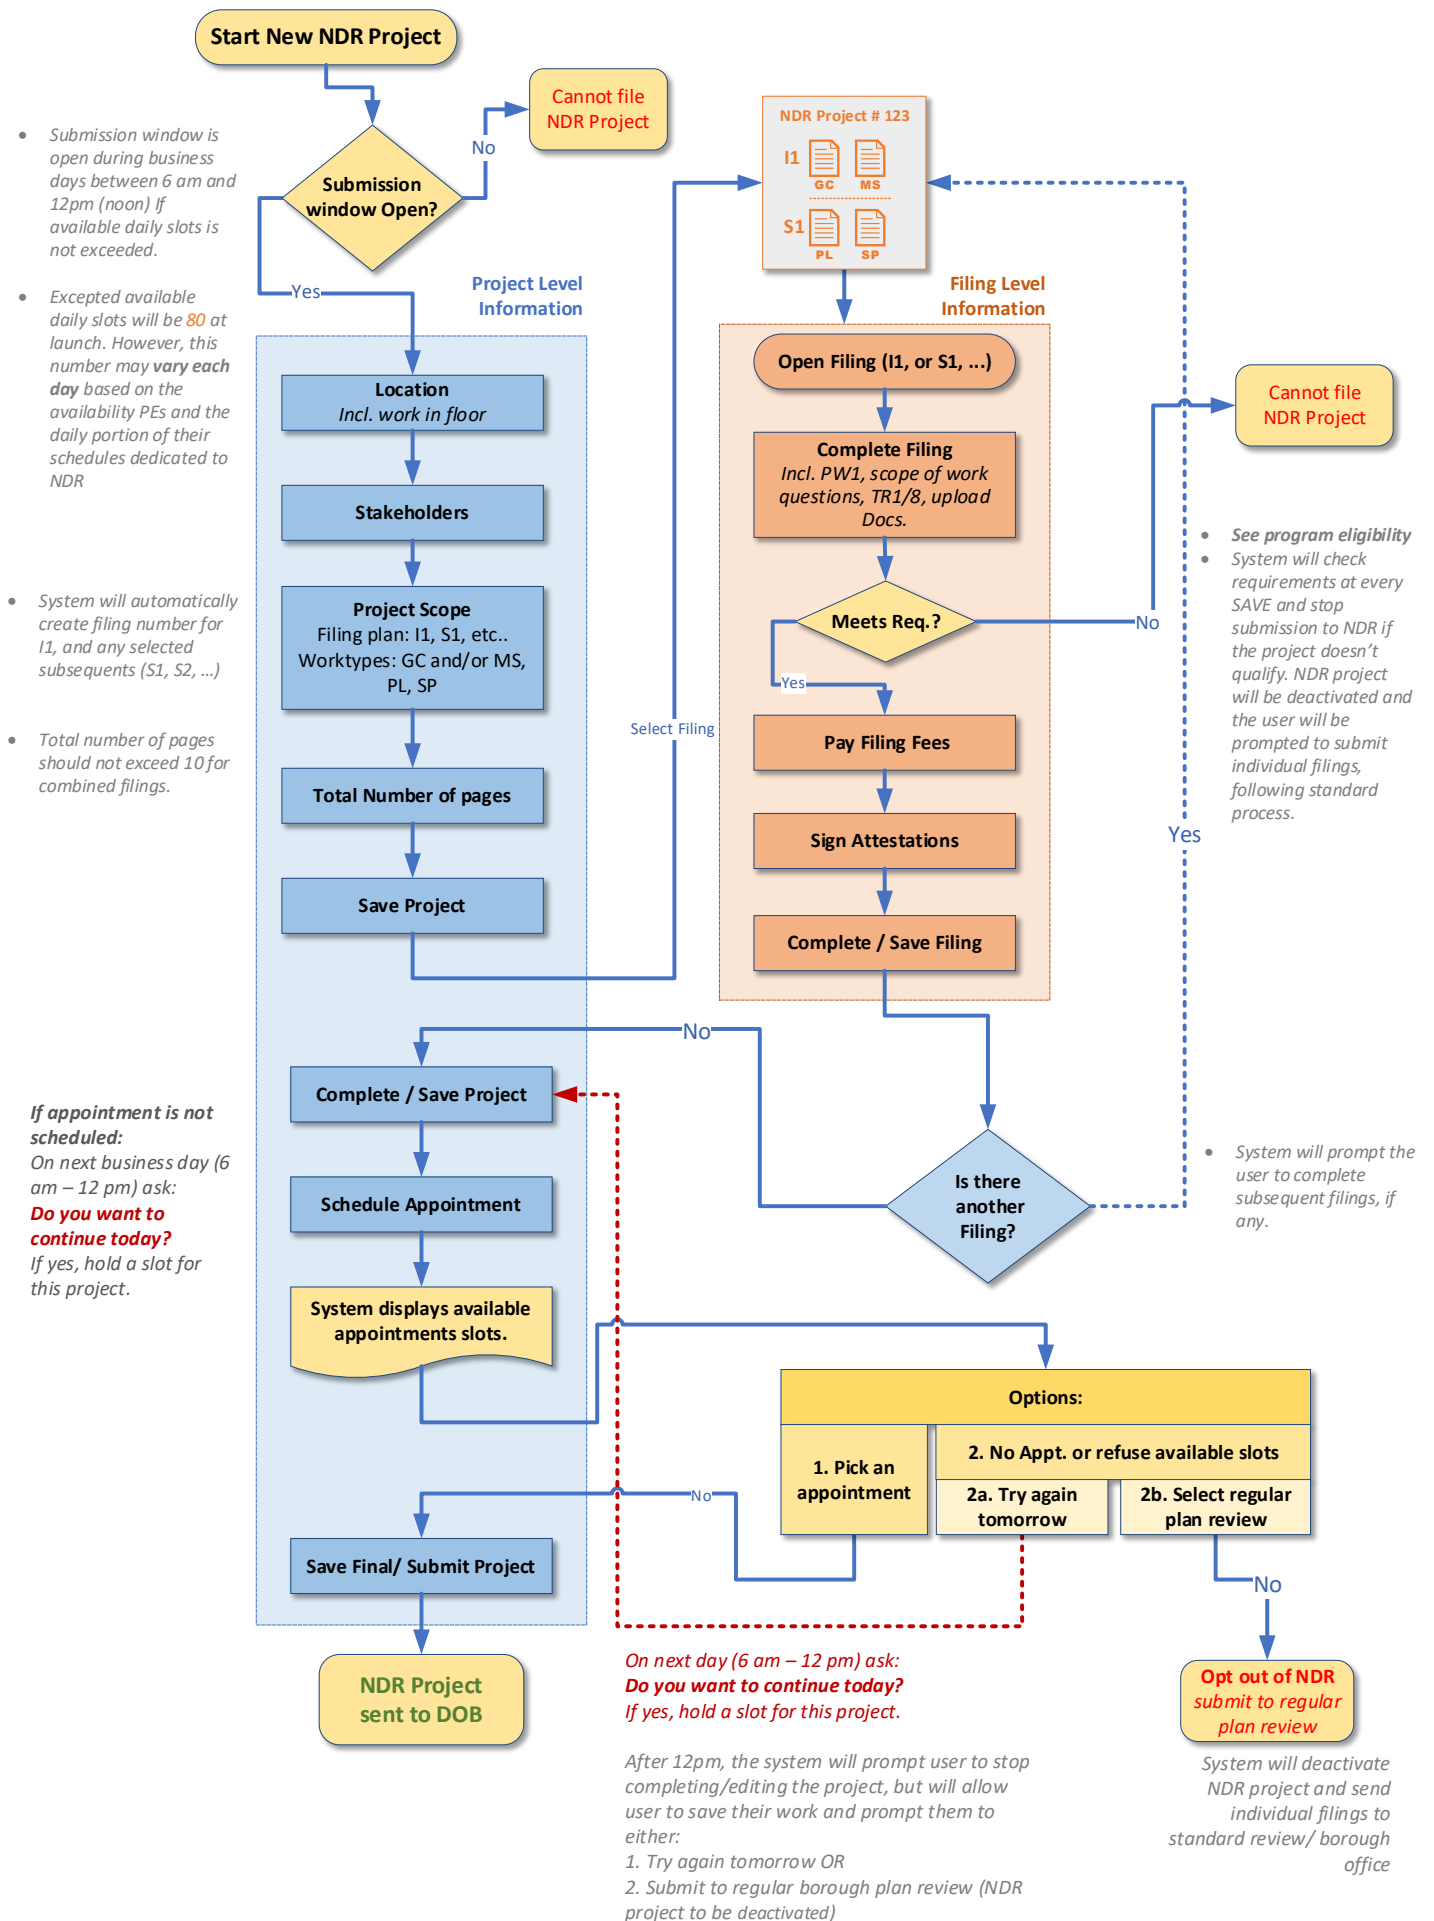 Start New NDR Project
Cannot file
NDR Project
No
• Submission window is
open during business
days between 6 am and
12pm (noon) If
available daily slots is
not exceeded.
Submission
window Open?
Yes
• Excepted available
daily slots will be 80 at
launch. However, this
number may vary each
day based on the
availability PEs and the
daily portion of their
schedules dedicated to
NDR
Project Level
Information
Location
Incl. work in floor
Stakeholders
• System will automatically
create filing number for
I1, and any selected
subsequents (S1, S2, …)
Project Scope
Filing plan: I1, S1, etc..
Worktypes: GC and/or MS,
PL, SP
• Total number of pages
should not exceed 10 for
combined filings.
Total Number of pages
Save Project
Select Filing
NDR Project # 123
I1
GC
MS
S1
PL
SP
Filing Level
Information
Open Filing (I1, or S1, ...)
Complete Filing
Incl. PW1, scope of work
questions, TR1/8, upload
Docs.
Meets Req.?
No
Cannot file
NDR Project
Yes
Pay Filing Fees
Sign Attestations
Complete / Save Filing
• See program eligibility
• System will check
requirements at every
SAVE and stop
submission to NDR if
the project doesn’t
qualify. NDR project
will be deactivated and
the user will be
prompted to submit
individual filings,
following standard
process.
Yes
No
Is there
another
Filing?
• System will prompt the
user to complete
subsequent filings, if
any.
Complete / Save Project
If appointment is not
scheduled:
On next business day (6
am – 12 pm) ask:
Do you want to
continue today?
If yes, hold a slot for
this project.
Schedule Appointment
System displays available
appointments slots.
Options:
1. Pick an
appointment
2. No Appt. or refuse available slots
2a. Try again
tomorrow
2b. Select regular
plan review
No
Save Final/ Submit Project
No
NDR Project
sent to DOB
On next day (6 am – 12 pm) ask:
Do you want to continue today?
If yes, hold a slot for this project.
After 12pm, the system will prompt user to stop
completing/editing the project, but will allow
user to save their work and prompt them to
either:
1. Try again tomorrow OR
2. Submit to regular borough plan review (NDR
project to be deactivated)
Opt out of NDR
submit to regular
plan review
System will deactivate
NDR project and send
individual filings to
standard review/ borough
office